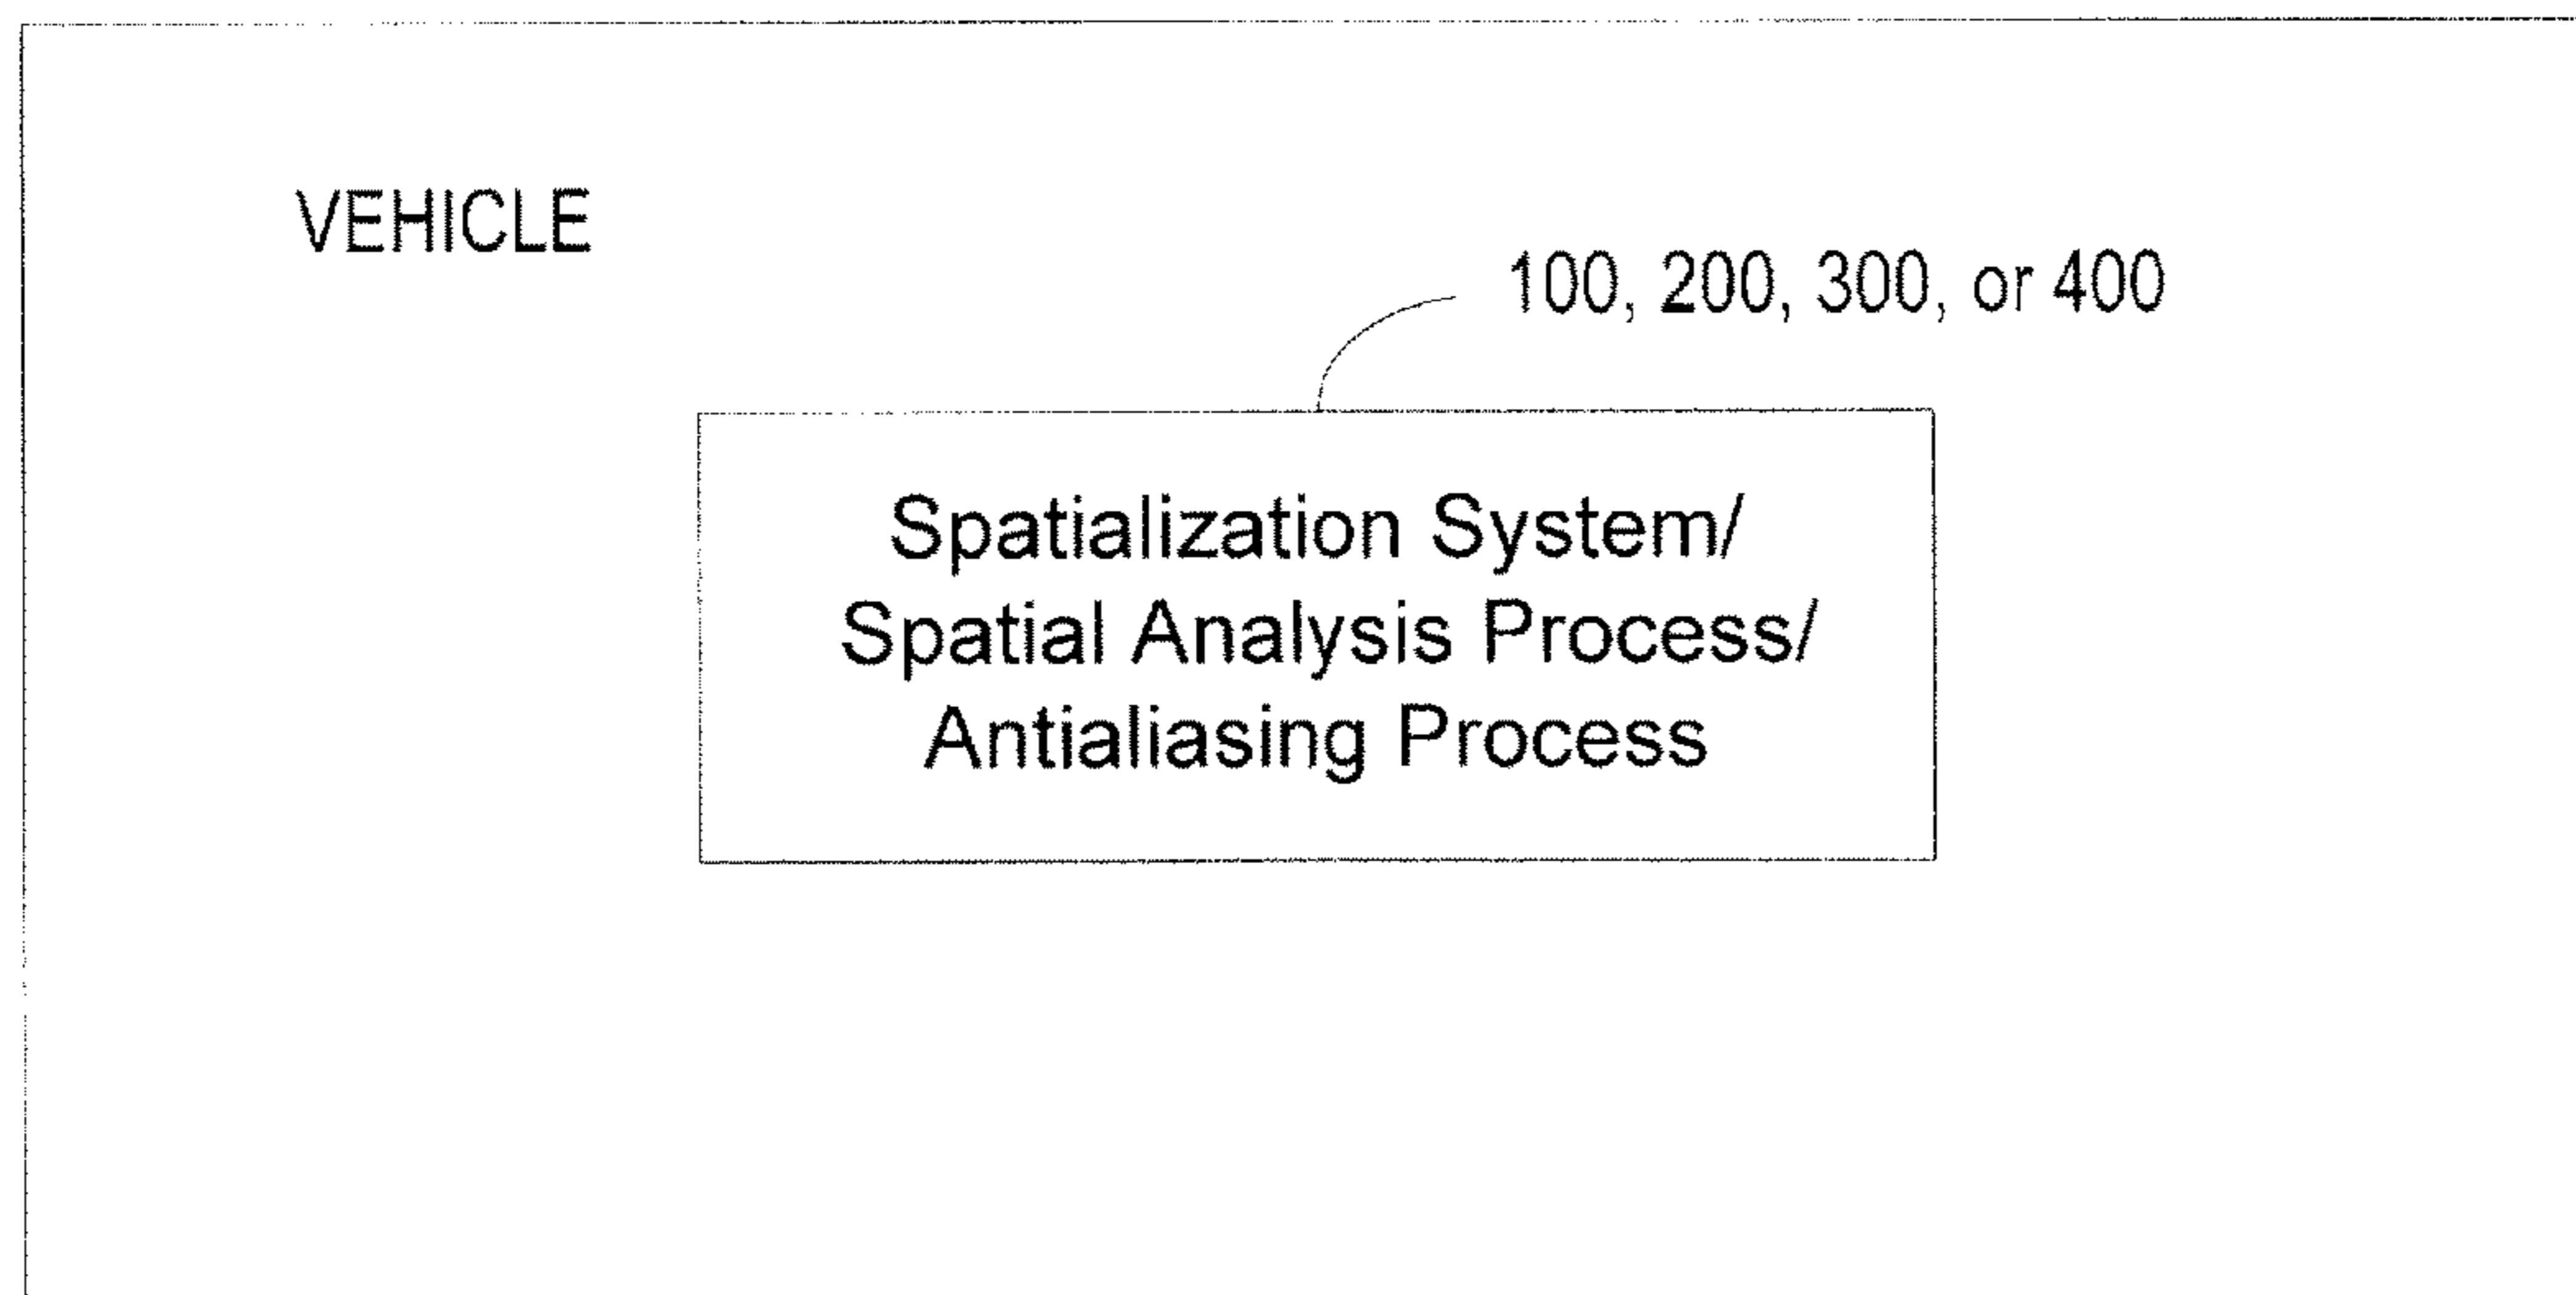 VEHICLE
100, 200, 300, or 400
Spatialization System/
Spatial Analysis Process/
Antialiasing Process